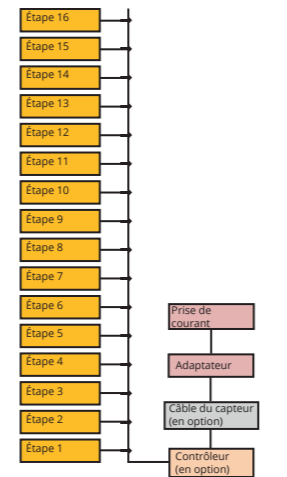 Étape 16
Étape 15
Étape 14
Étape 13
Étape 12
Étape 11
Étape 10
Étape 9
Étape 8
Étape 7
Étape 6
Étape 5
Étape 4
Étape 3
Étape 2
Étape 1
Prise de
courant
Adaptateur
Câble du capteur
(en option)
Contrôleur
(en option)